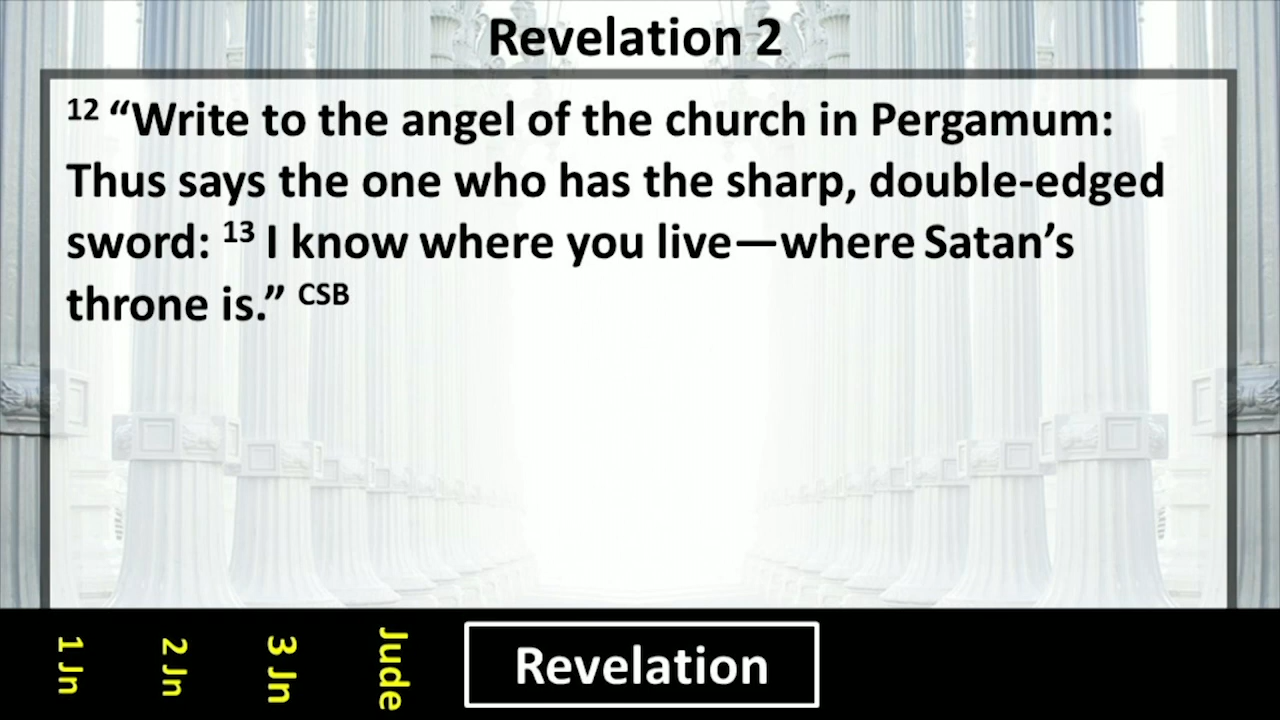 Revelation 2
12 “Write to the angel of the church in Pergamum:
Thus says the one who has the sharp, double-edged
sword: 13 I know where you live—where Satan’s
throne is.” CSB
1 Jn
2 Jn
3 Jn
Jude
Revelation